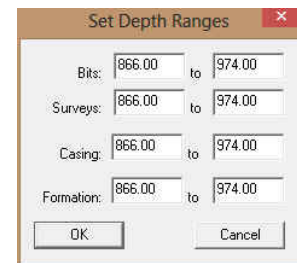 Set Depth Ranges
Bits: 866.00 to 974.00
Surveys: 866.00 to 974.00
Casing: 866.00 to 974.00
Formation: 866.00 to 974.00
OK Cancel